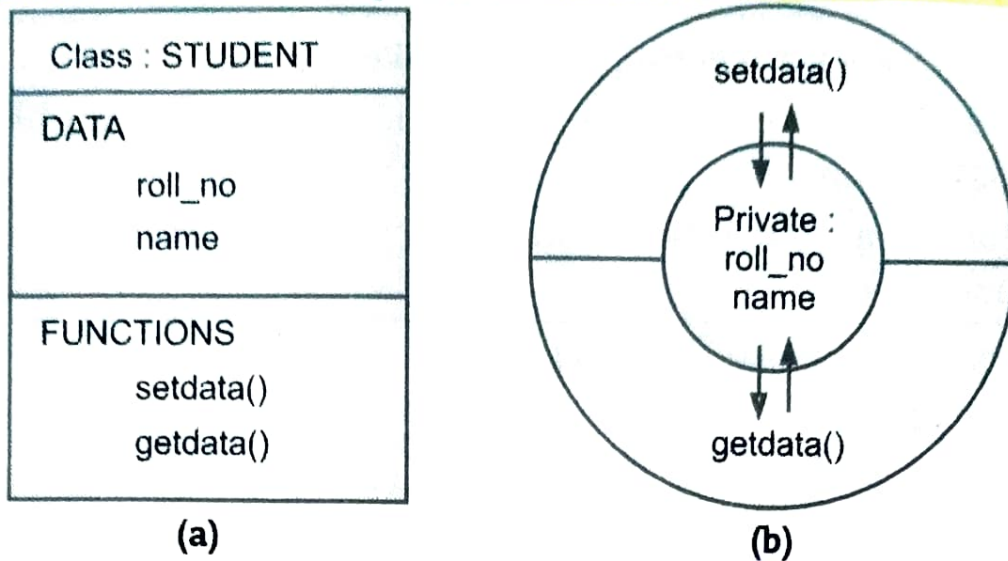 Class : STUDENT
DATA
roll_no
name
FUNCTIONS
setdata()
getdata()
(a)
setdata()
Private :
roll_no
name
getdata()
(b)